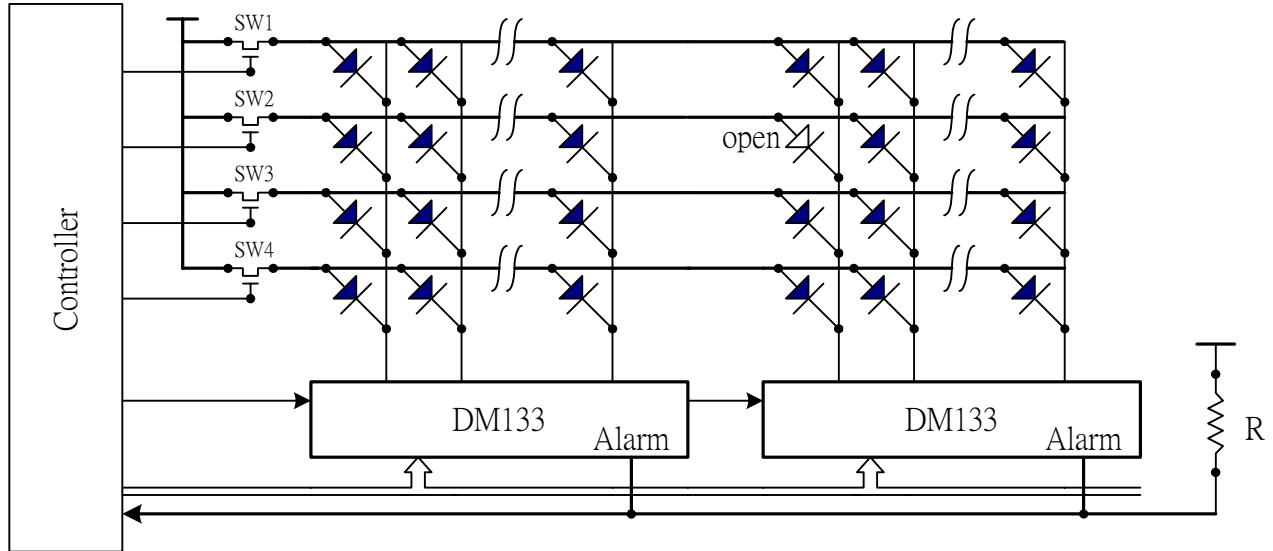 SW1
SW2
open
SW3
SW4
Controller
DM133
Alarm
DM133
Alarm
R